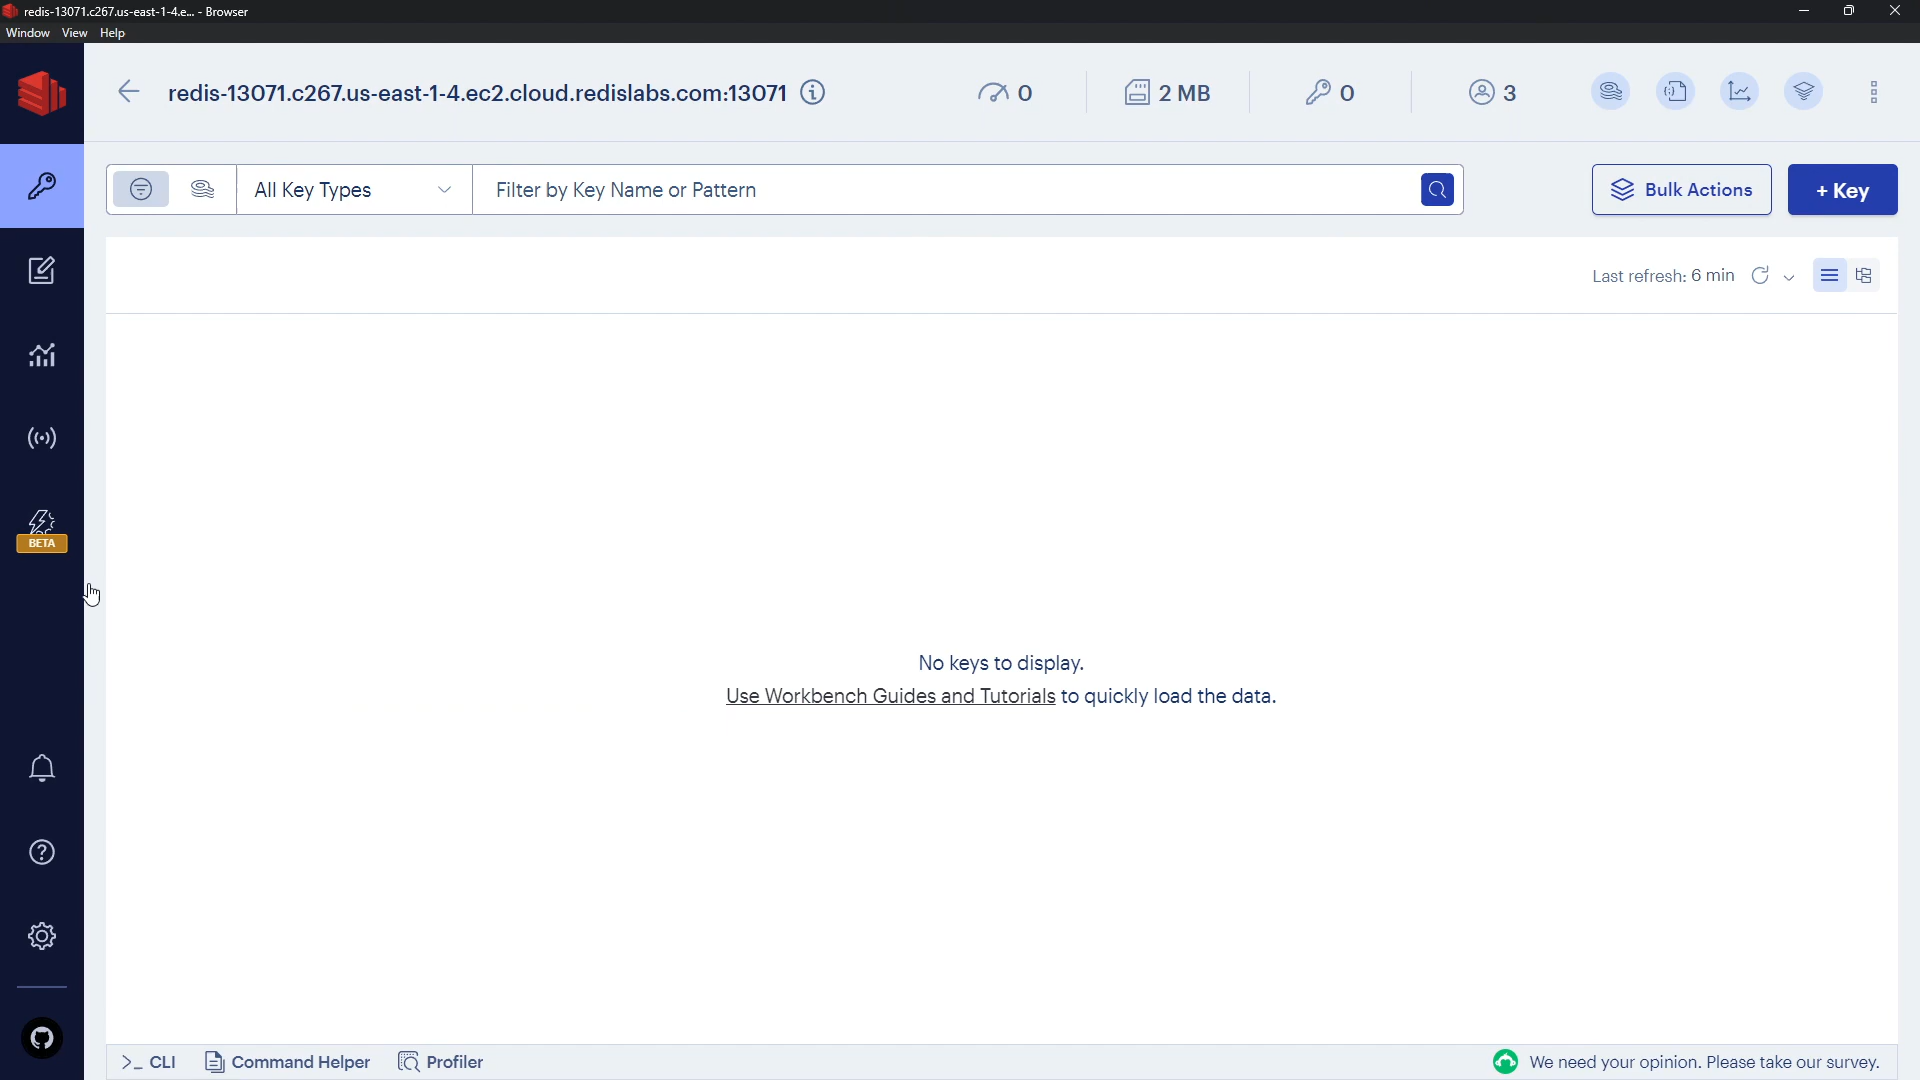 redis-13071.c267.us-east-1-4.e... - Browser
Window View Help
redis-13071.c267.us-east-1-4.ec2.cloud.redislabs.com:13071 0 2 MB 0 3
All Key Types Filter by Key Name or Pattern Bulk Actions + Key
Last refresh: 6 min
BETA
No keys to display.
Use Workbench Guides and Tutorials to quickly load the data.
>_ CLI Command Helper Profiler We need your opinion. Please take our survey.